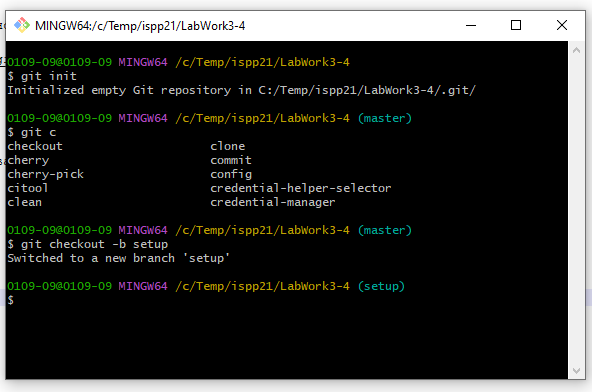 MINGW64:/c/Temp/ispp21/LabWork3-4
0109-09@0109-09 MINGW64 /c/Temp/ispp21/LabWork3-4
$ git init
Initialized empty Git repository in C:/Temp/ispp21/LabWork3-4/.git/
0109-09@0109-09 MINGW64 /c/Temp/ispp21/LabWork3-4 (master)
$ git c
checkout clone
cherry commit
cherry-pick config
citool credential-helper-selector
clean credential-manager
0109-09@0109-09 MINGW64 /c/Temp/ispp21/LabWork3-4 (master)
$ git checkout -b setup
Switched to a new branch 'setup'
0109-09@0109-09 MINGW64 /c/Temp/ispp21/LabWork3-4 (setup)
$